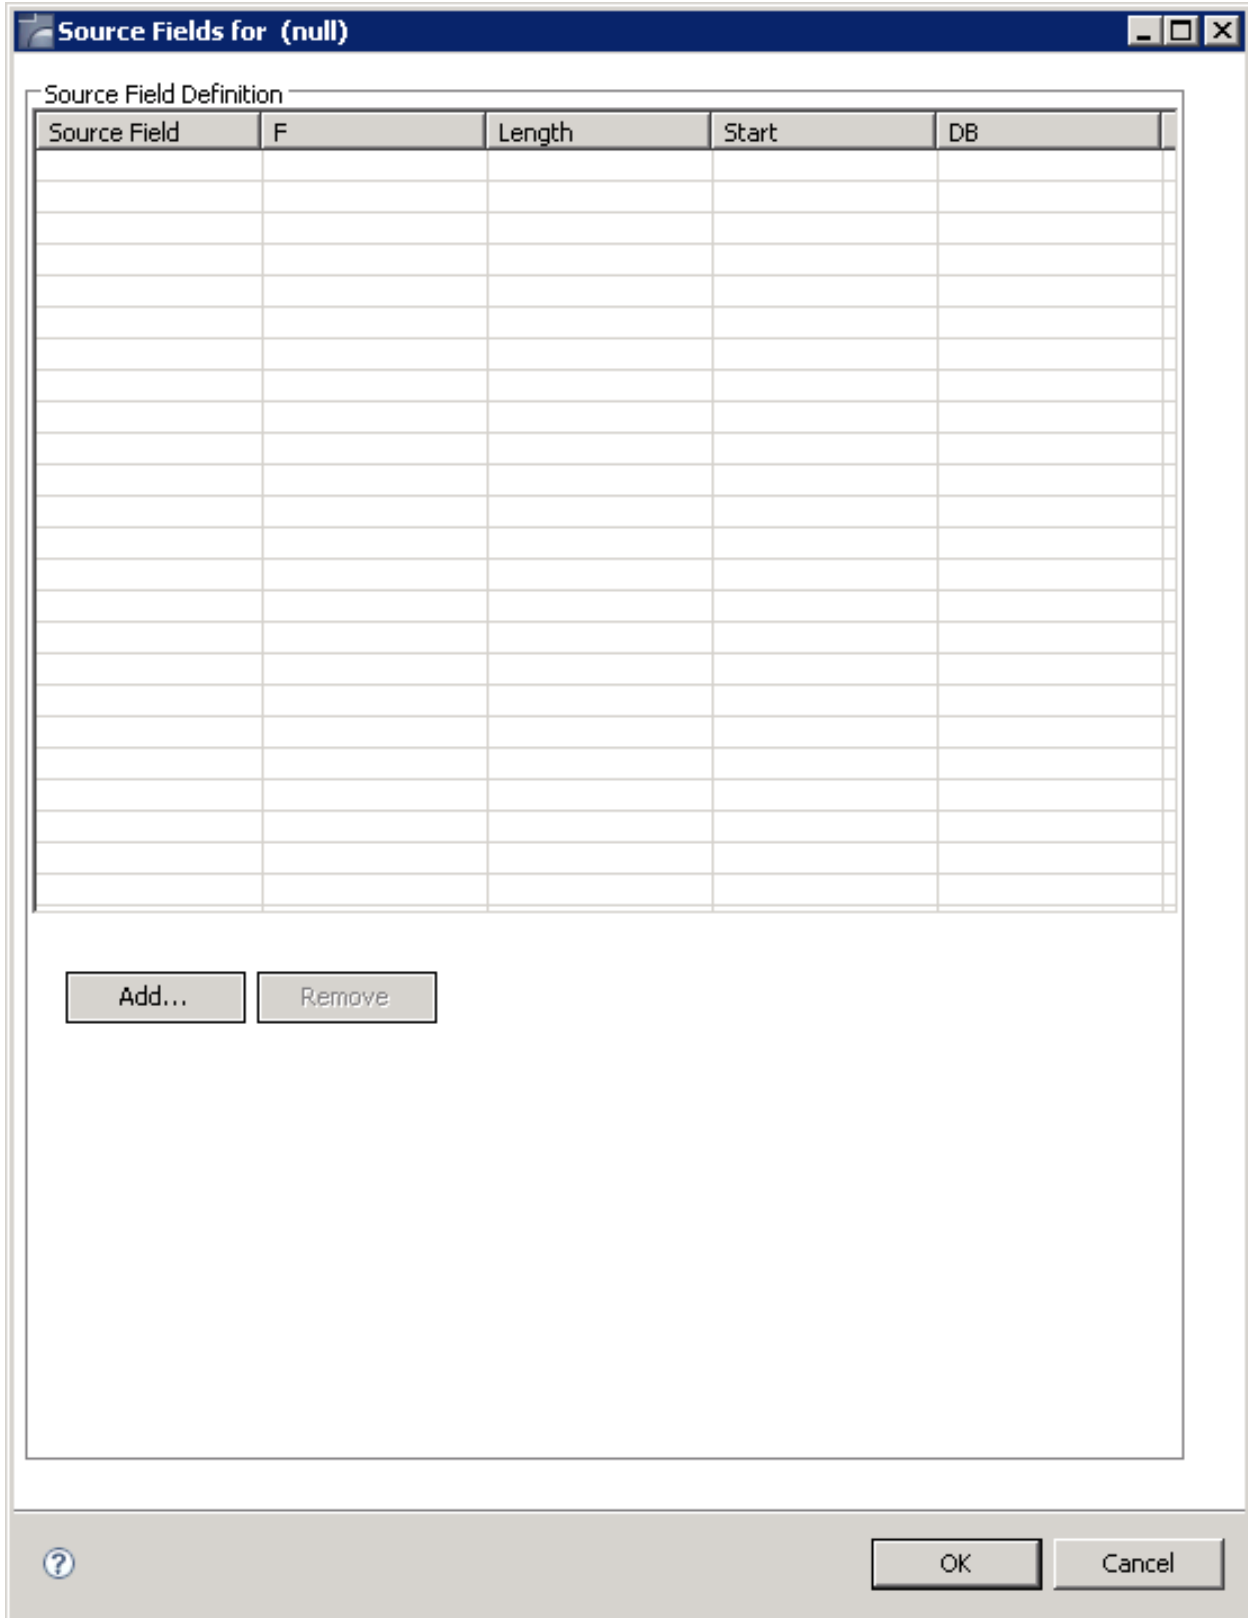 Source Fields for (null)
Source Field Definition
Source Field F Length Start DB
Add... Remove
? OK Cancel